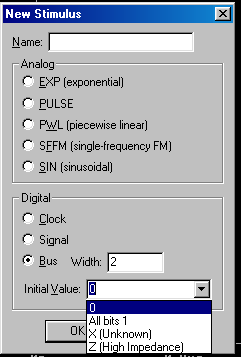 New Stimulus
Name:
Analog
EXP (exponential)
PULSE
PWL (piecewise linear)
SFFM (single-frequency FM)
SIN (sinusoidal)
Digital
Clock
Signal
Bus Width: 2
Initial Value: 0
0
All bits 1
X (Unknown)
Z (High Impedance)